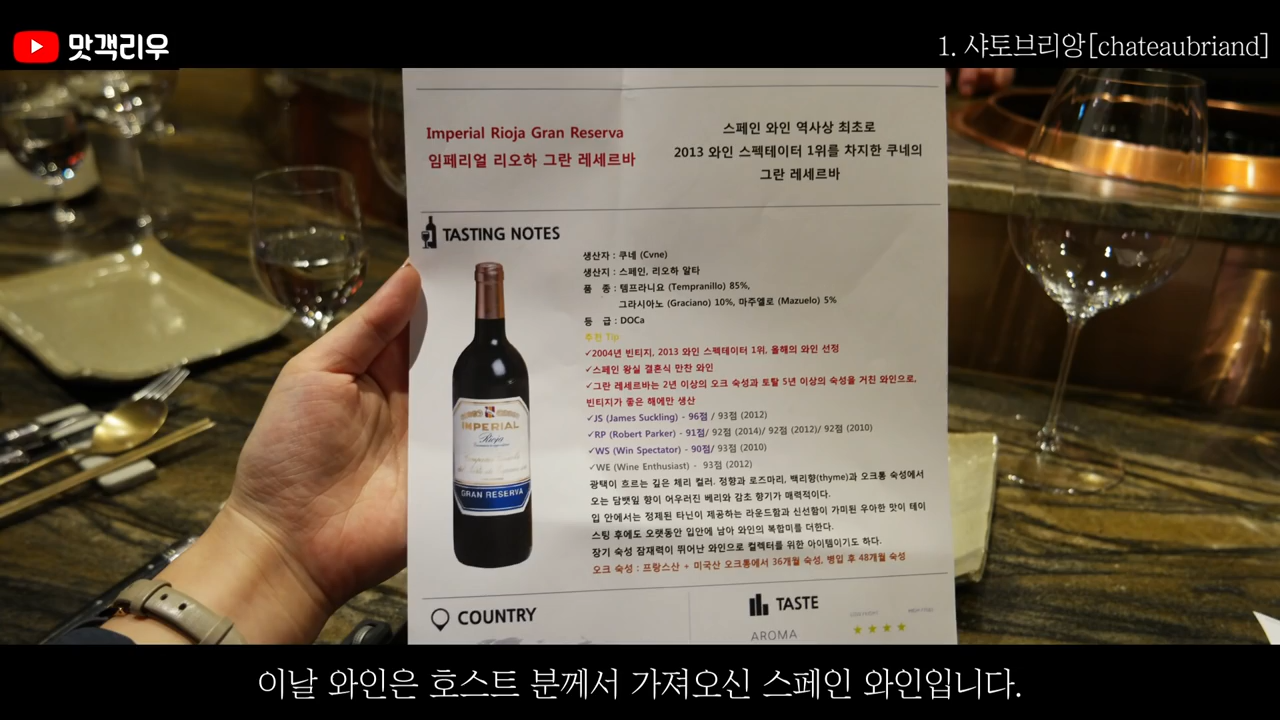 맛객리우
1. 샤토브리앙[chateaubriand]
Imperial Rioja Gran Reserva
임페리얼 리오하 그란 레세르바
스페인 와인 역사상 최초로
2013 와인 스펙테이터 1위를 차지한 쿠네의
그란 레세르바
TASTING NOTES
생산자 : 쿠네 (Cvne)
생산지 : 스페인, 리오하 알타
품 종 : 템프라니요 (Tempranillo) 85%,
그라시아노 (Graciano) 10%, 마주엘로 (Mazuelo) 5%
등 급 : DOCa
추천 Tip
✓2004년 빈티지, 2013 와인 스펙테이터 1위, 올해의 와인 선정
✓스페인 왕실 결혼식 만찬 와인
✓그란 레세르바는 2년 이상의 오크 숙성과 토탈 5년 이상의 숙성을 거친 와인으로,
빈티지가 좋은 해에만 생산
✓JS (James Suckling) - 96점 / 93점 (2012)
✓RP (Robert Parker) - 91점/ 92점 (2014)/ 92점 (2012)/ 92점 (2010)
✓WS (Win Spectator) - 90점/ 93점 (2010)
✓WE (Wine Enthusiast) - 93점 (2012)
광택이 흐르는 깊은 체리 컬러. 정향과 로즈마리, 백리향(thyme)과 오크통 숙성에서
오는 담뱃잎 향이 어우러진 베리와 감초 향기가 매력적이다.
입 안에서는 정제된 타닌이 제공하는 라운드함과 신선함이 가미된 우아한 맛이 테이
스팅 후에도 오랫동안 입안에 남아 와인의 복합미를 더한다.
장기 숙성 잠재력이 뛰어난 와인으로 컬렉터를 위한 아이템이기도 하다.
오크 숙성 : 프랑스산 + 미국산 오크통에서 36개월 숙성, 병입 후 48개월 숙성
IMPERIAL
Rioja
GRAN RESERVA
COUNTRY
TASTE
AROMA
이날 와인은 호스트 분께서 가져오신 스페인 와인입니다.